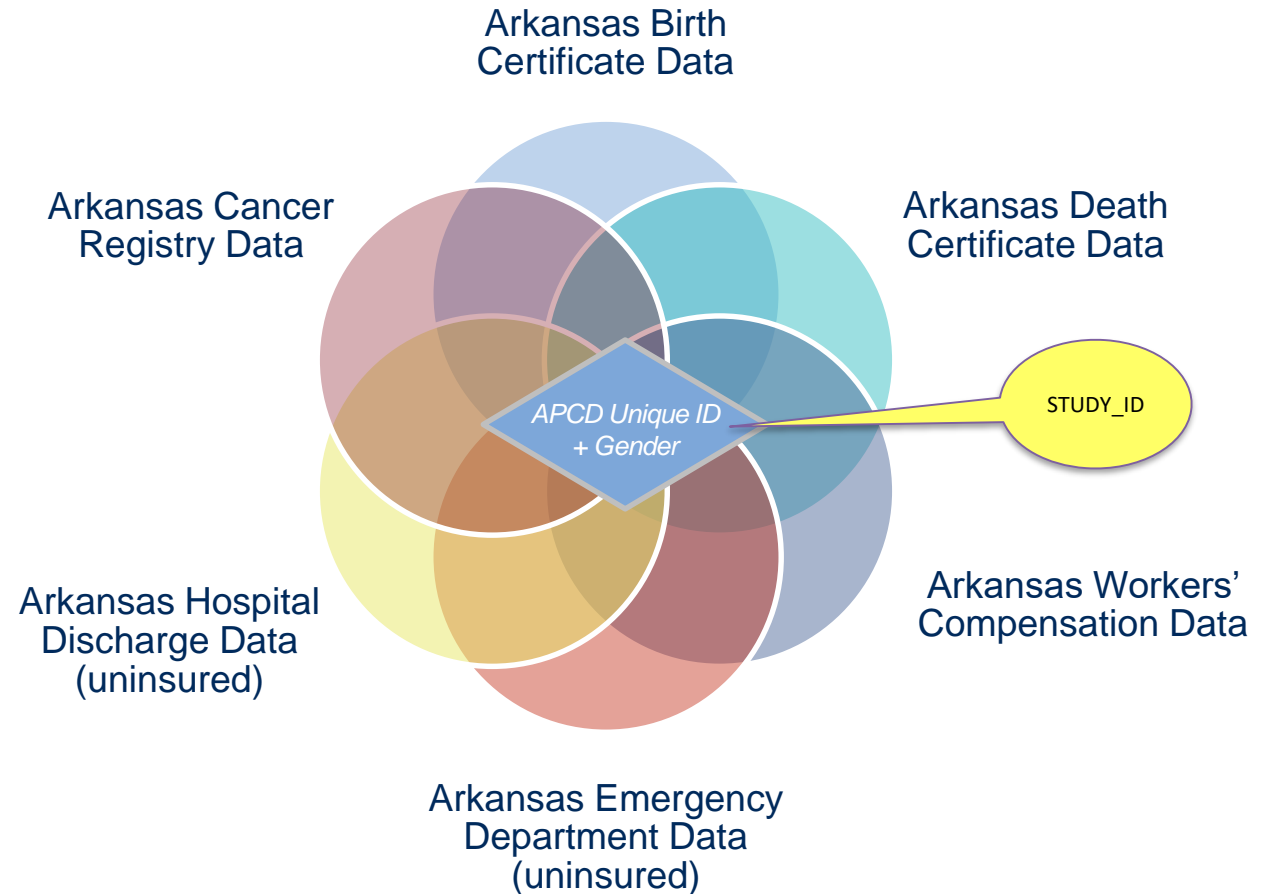 Arkansas Birth
Certificate Data
Arkansas Cancer
Registry Data
Arkansas Death
Certificate Data
APCD Unique ID
+ Gender
STUDY_ID
Arkansas Hospital
Discharge Data
(uninsured)
Arkansas Workers’
Compensation Data
Arkansas Emergency
Department Data
(uninsured)